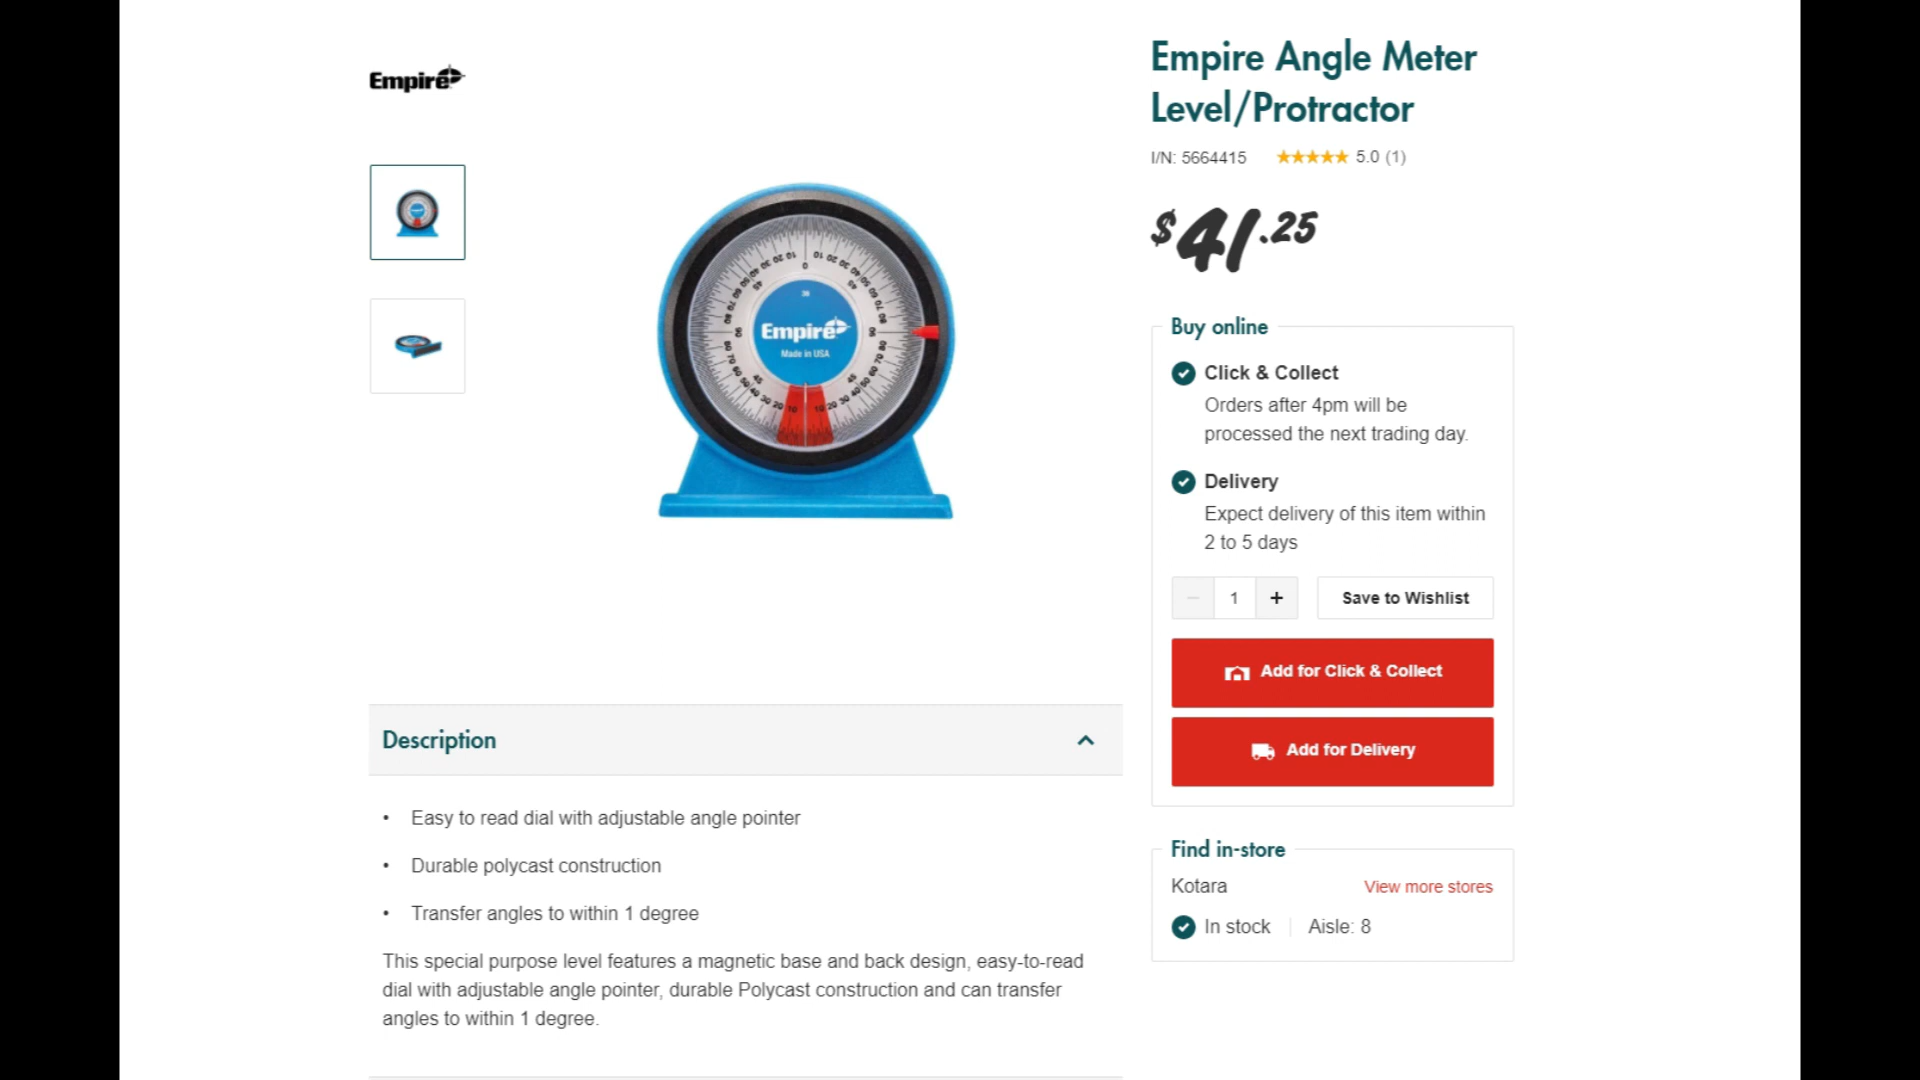 Empire
Empire Angle Meter
Level/Protractor
I/N: 5664415
5.0 (1)
$41.25
Empire
Made in USA
Buy online
Click & Collect
Orders after 4pm will be
processed the next trading day.
Delivery
Expect delivery of this item within
2 to 5 days
1
Save to Wishlist
Add for Click & Collect
Add for Delivery
Description
• Easy to read dial with adjustable angle pointer
• Durable polycast construction
• Transfer angles to within 1 degree
This special purpose level features a magnetic base and back design, easy-to-read
dial with adjustable angle pointer, durable Polycast construction and can transfer
angles to within 1 degree.
Find in-store
Kotara
View more stores
In stock
Aisle: 8